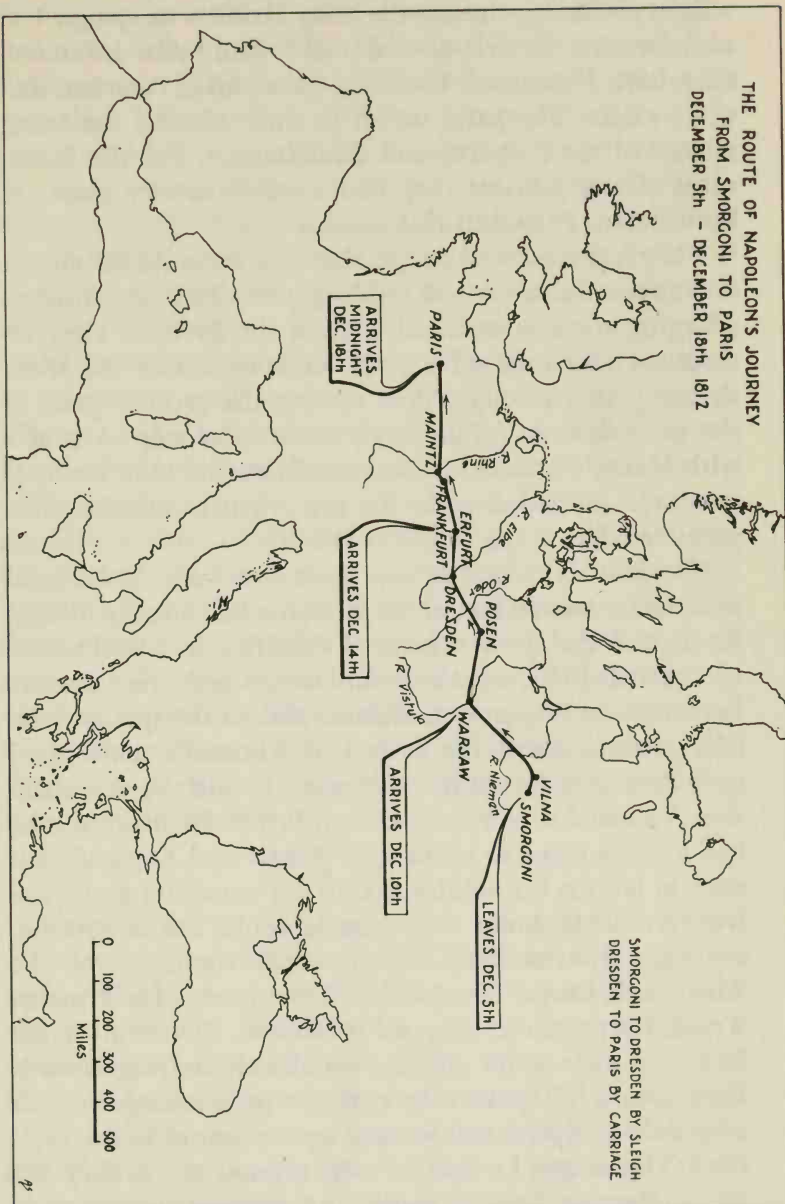 THE ROUTE OF NAPOLEON'S JOURNEY
FROM SMORGONI TO PARIS
DECEMBER 5th - DECEMBER 18th 1812
SMORGONI TO DRESDEN BY SLEIGH
DRESDEN TO PARIS BY CARRIAGE
VILNA
SMORGONI
R. Niemen
LEAVES DEC. 5th
WARSAW
R. Vistula
ARRIVES DEC 10th
POSEN
R. Oder
DRESDEN
R. Elbe
ERFURT
FRANKFURT
ARRIVES DEC 14th
R. Rhine
MAINTZ
PARIS
ARRIVES
MIDNIGHT
DEC. 18th
0 100 200 300 400 500
Miles